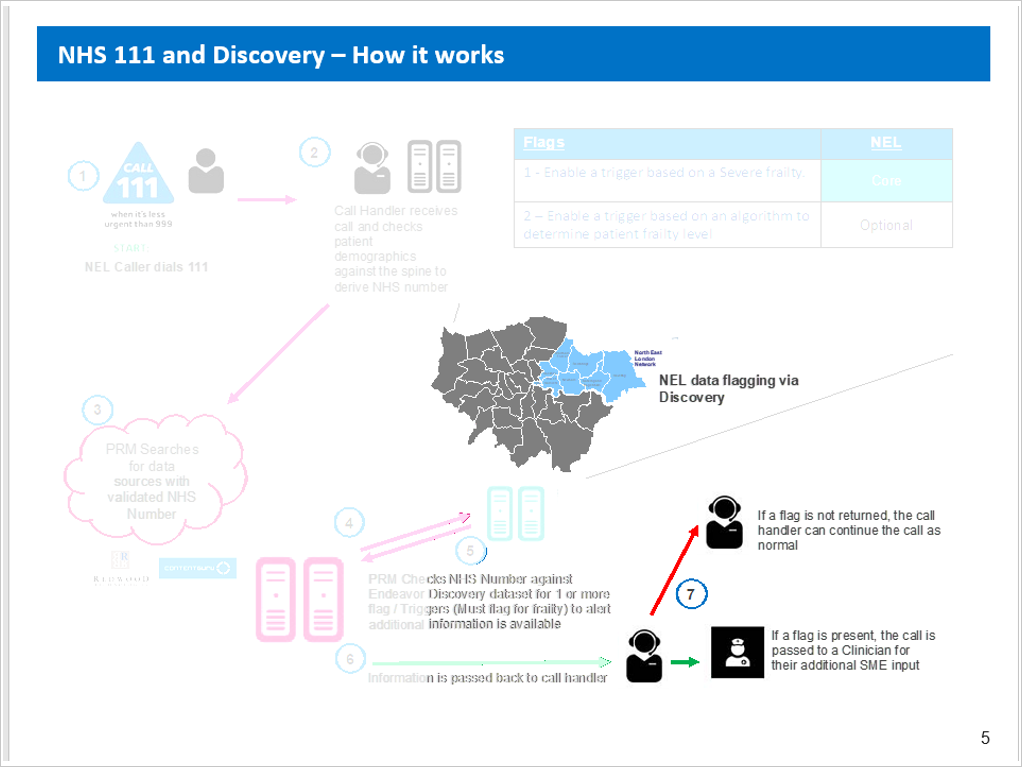 NHS 111 and Discovery – How it works
1
CALL
111
when it's less
urgent than 999
START:
NEL Caller dials 111
2
Call Handler receives
call and checks
patient
demographics
against the spine to
derive NHS number
Flags
NEL
1 - Enable a trigger based on a Severe frailty.
Core
2 – Enable a trigger based on an algorithm to
determine patient frailty level
Optional
North East
London
Network
NEL data flagging via
Discovery
3
PRM Searches
for data
sources with
validated NHS
Number
4
5
PRM Checks NHS Number against
Endeavor Discovery dataset for 1 or more
flag / Triggers (Must flag for frailty) to alert
additional information is available
6
Information is passed back to call handler
7
If a flag is not returned, the call
handler can continue the call as
normal
If a flag is present, the call is
passed to a Clinician for
their additional SME input
5